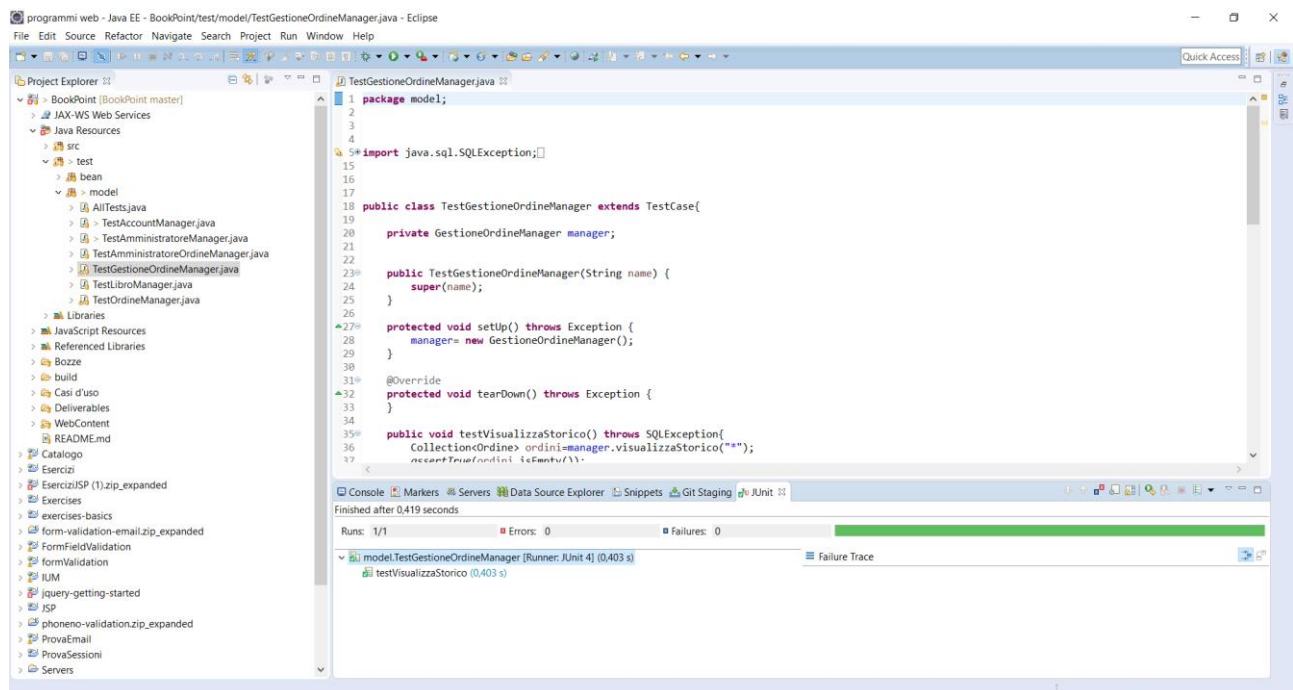 programmi web - Java EE - BookPoint/test/model/TestGestioneOrdineManager.java - Eclipse
File Edit Source Refactor Navigate Search Project Run Window Help
Quick Access
Project Explorer
BookPoint [BookPoint master]
JAX-WS Web Services
Java Resources
src
> test
bean
> model
AllTests.java
> TestAccountManager.java
> TestAmministratoreManager.java
TestAmministratoreOrdineManager.java
TestGestioneOrdineManager.java
TestLibroManager.java
TestOrdineManager.java
Libraries
JavaScript Resources
Referenced Libraries
Bozze
build
Casi d'uso
Deliverables
WebContent
README.md
Catalogo
Esercizi
EserciziJSP (1).zip_expanded
Exercises
exercises-basics
form-validation-email.zip_expanded
FormFieldValidation
formValidation
IUM
jquery-getting-started
JSP
phoneno-validation.zip_expanded
ProvaEmail
ProvaSessioni
Servers
TestGestioneOrdineManager.java
1 package model;
2
3
4
5 import java.sql.SQLException;
15
16
17
18 public class TestGestioneOrdineManager extends TestCase{
19
20 private GestioneOrdineManager manager;
21
22
23 public TestGestioneOrdineManager(String name) {
24 super(name);
25 }
26
27 protected void setUp() throws Exception {
28 manager= new GestioneOrdineManager();
29 }
30
31 @Override
32 protected void tearDown() throws Exception {
33 }
34
35 public void testVisualizzaStorico() throws SQLException{
36 Collection<Ordine> ordini=manager.visualizzaStorico("*");
37 assertTrue(ordini.isEmpty());
Console Markers Servers Data Source Explorer Snippets Git Staging JUnit
Finished after 0,419 seconds
Runs: 1/1 Errors: 0 Failures: 0
model.TestGestioneOrdineManager [Runner: JUnit 4] (0,403 s)
testVisualizzaStorico (0,403 s)
Failure Trace